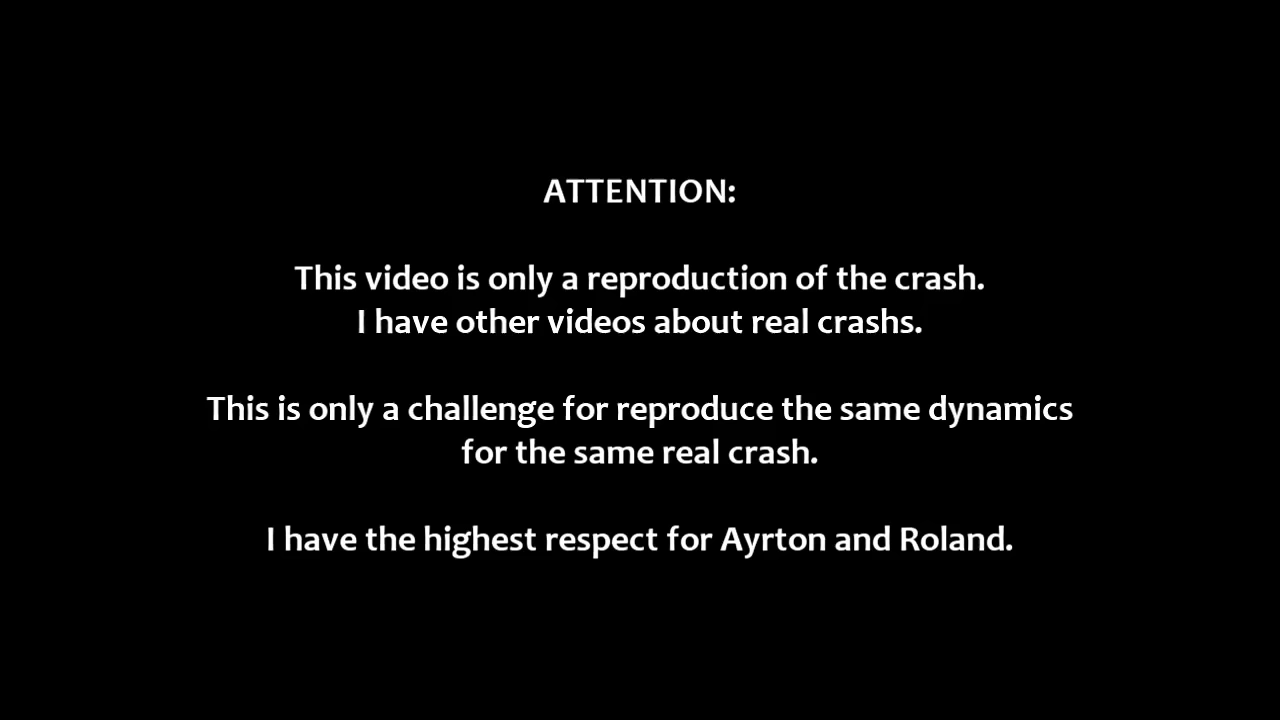 ATTENTION:
This video is only a reproduction of the crash.
I have other videos about real crashs.
This is only a challenge for reproduce the same dynamics
for the same real crash.
I have the highest respect for Ayrton and Roland.